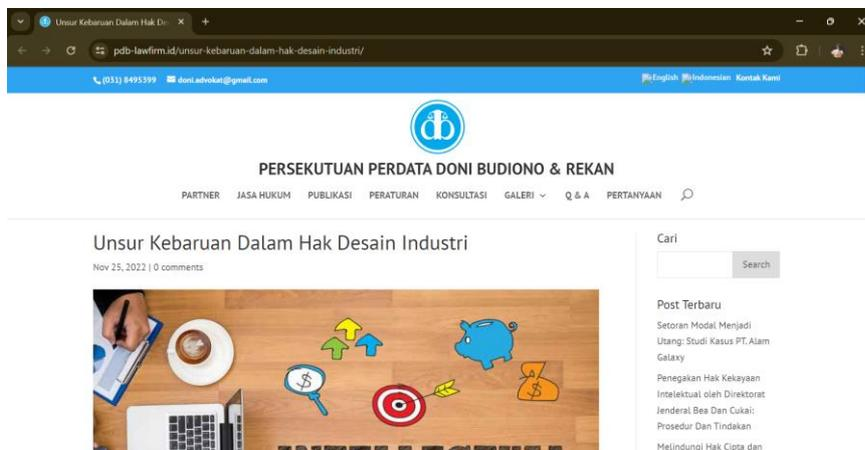 Unsur Kebaruan Dalam Hak De
pdb-lawfirm.id/unsur-kebaruan-dalam-hak-desain-industri/
(031) 8495399 doni.advokat@gmail.com English Indonesian Kontak Kami
PERSEKUTUAN PERDATA DONI BUDIONO & REKAN
PARTNER JASA HUKUM PUBLIKASI PERATURAN KONSULTASI GALERI Q & A PERTANYAAN
Unsur Kebaruan Dalam Hak Desain Industri
Nov 25, 2022 | 0 comments
Cari
Search
Post Terbaru
Setoran Modal Menjadi
Utang: Studi Kasus PT. Alam
Galaxy
Penegakan Hak Kekayaan
Intelektual oleh Direktorat
Jenderal Bea Dan Cukai:
Prosedur Dan Tindakan
Melindungi Hak Cipta dan